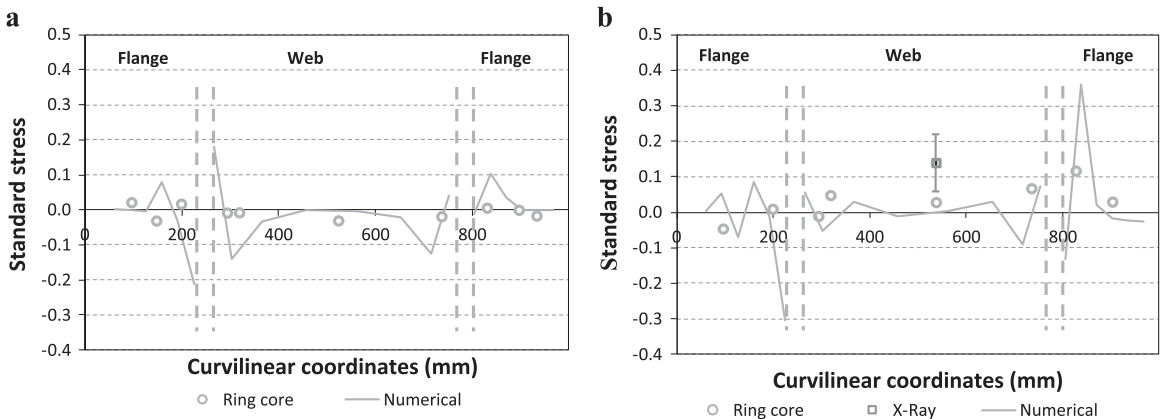 a
0.5
0.4
0.3
0.2
0.1
0.0
-0.1
-0.2
-0.3
-0.4
Standard stress
Flange Web Flange
0 200 400 600 800
Curvilinear coordinates (mm)
Ring core Numerical
b
0.5
0.4
0.3
0.2
0.1
0.0
-0.1
-0.2
-0.3
-0.4
Standard stress
Flange Web Flange
0 200 400 600 800
Curvilinear coordinates (mm)
Ring core X-Ray Numerical